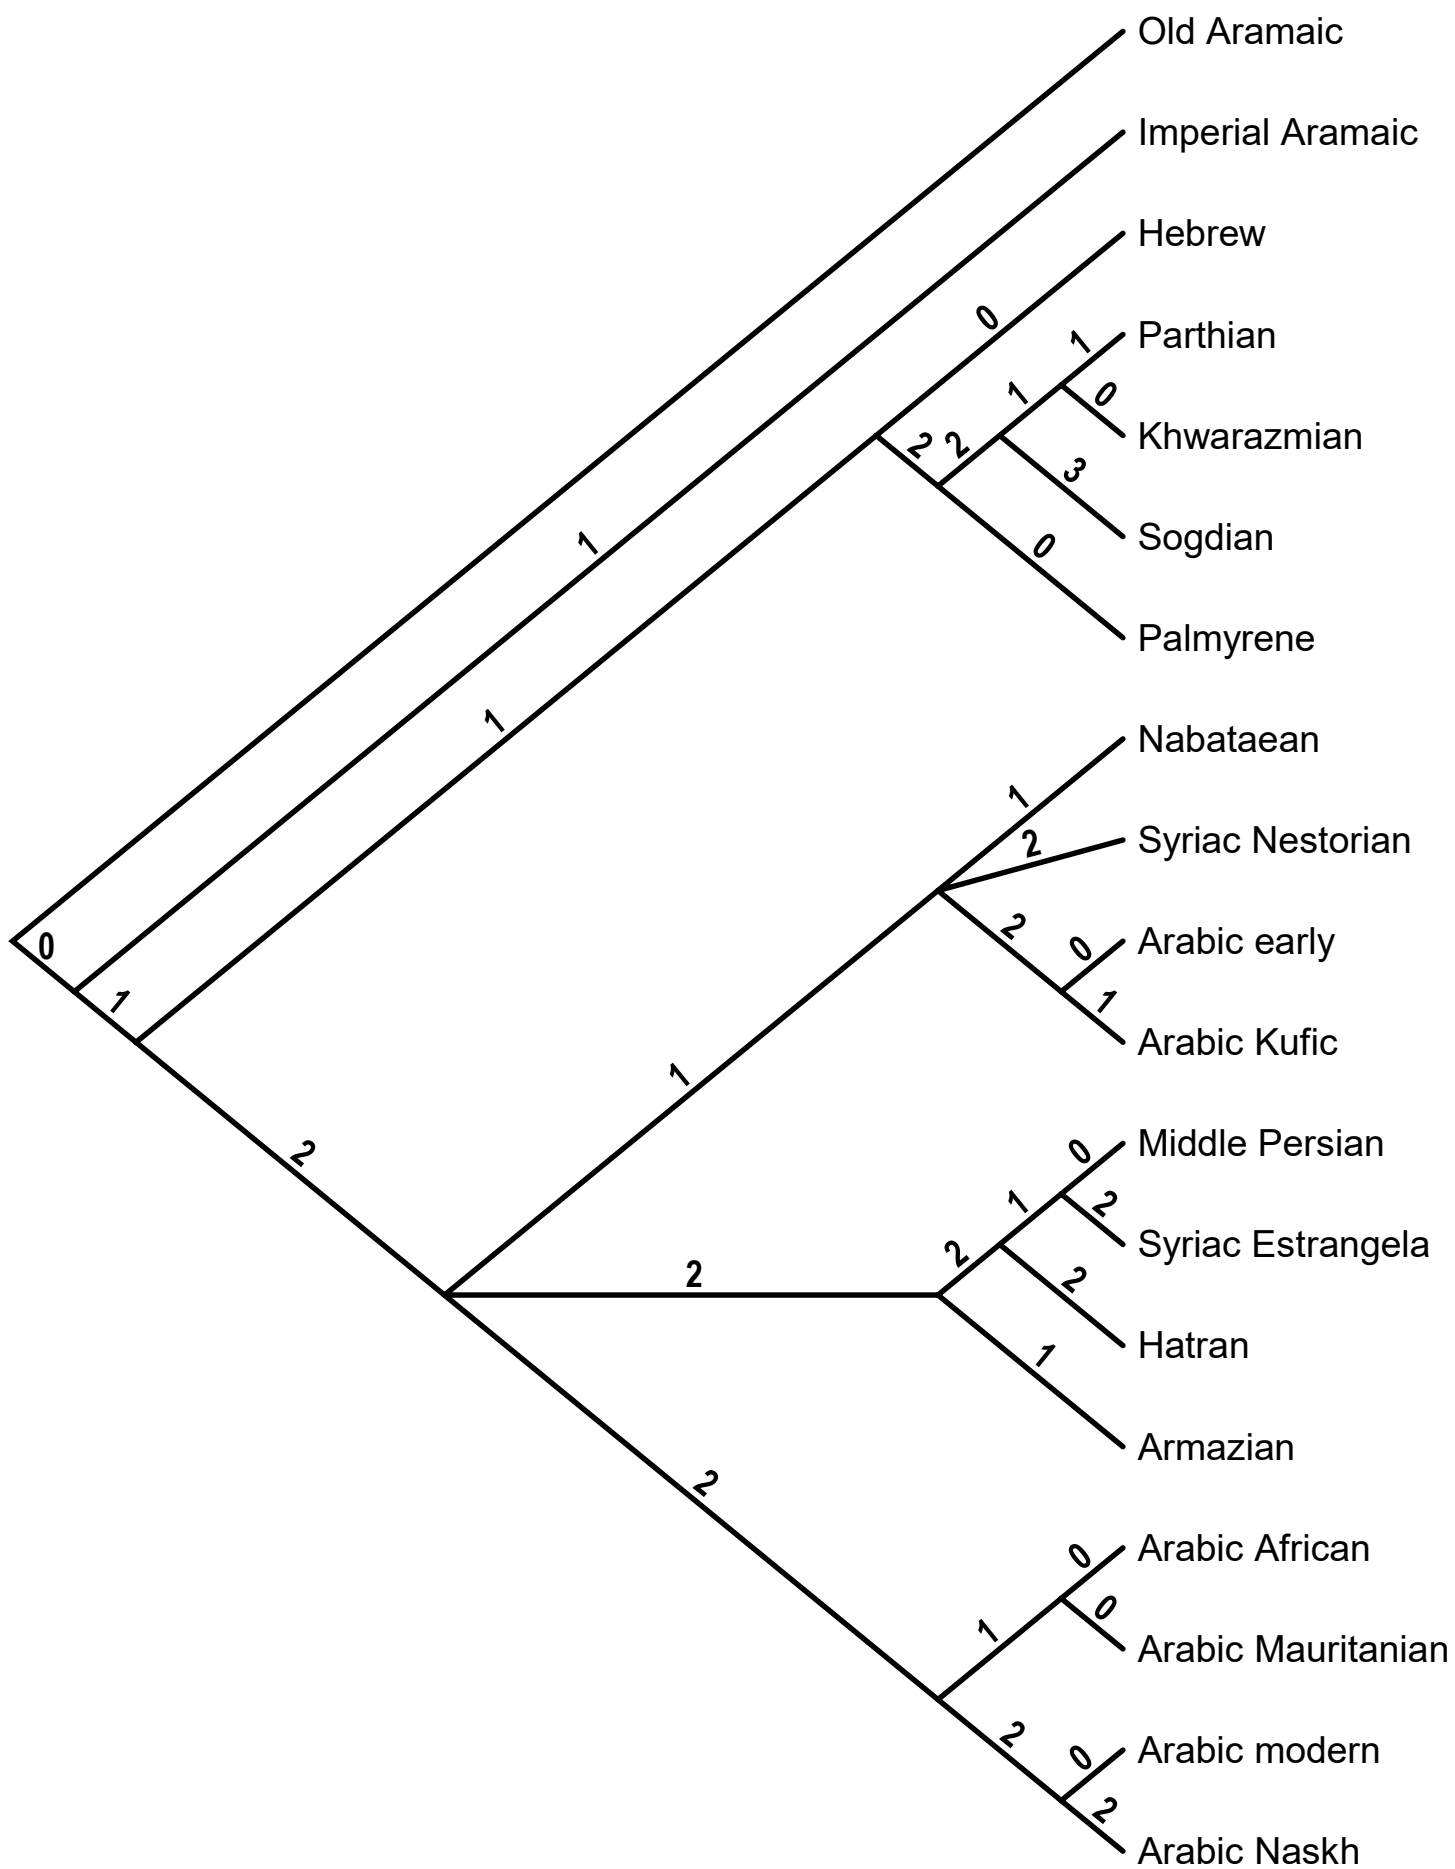 Old Aramaic
Imperial Aramaic
Hebrew
0
1
Parthian
1
0
2
2
Khwarazmian
3
1
Sogdian
0
Palmyrene
1
Nabataean
1
2
Syriac Nestorian
2
0
Arabic early
0
1
1
Arabic Kufic
1
2
0
Middle Persian
1
2
Syriac Estrangela
2
2
2
Hatran
1
Armazian
2
0
Arabic African
1
0
Arabic Mauritanian
2
0
Arabic modern
2
Arabic Naskh